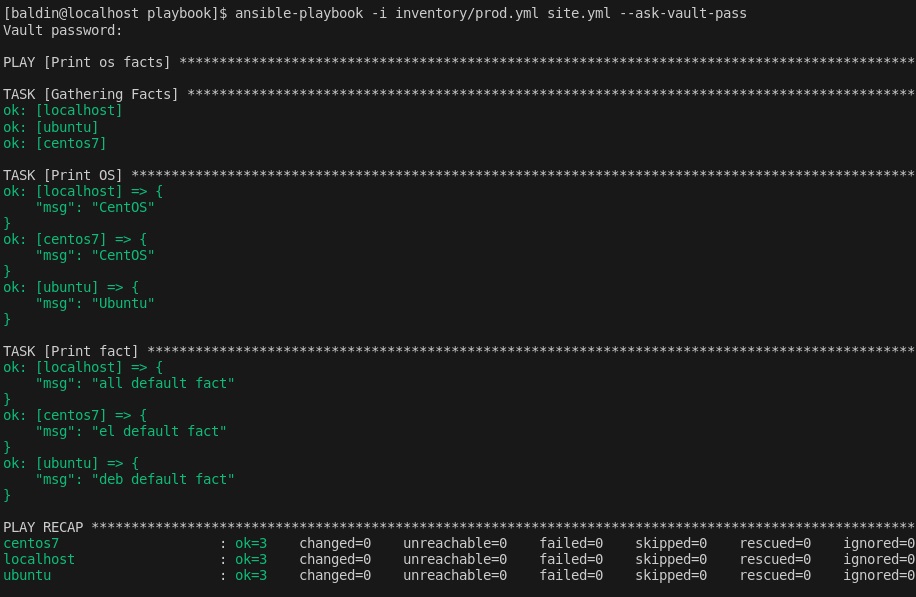 [baldin@localhost playbook]$ ansible-playbook -i inventory/prod.yml site.yml --ask-vault-pass
Vault password:
PLAY [Print os facts] ********************************************************************************************
TASK [Gathering Facts] *******************************************************************************************
ok: [localhost]
ok: [ubuntu]
ok: [centos7]
TASK [Print OS] **************************************************************************************************
ok: [localhost] => {
    "msg": "CentOS"
}
ok: [centos7] => {
    "msg": "CentOS"
}
ok: [ubuntu] => {
    "msg": "Ubuntu"
}
TASK [Print fact] ************************************************************************************************
ok: [localhost] => {
    "msg": "all default fact"
}
ok: [centos7] => {
    "msg": "el default fact"
}
ok: [ubuntu] => {
    "msg": "deb default fact"
}
PLAY RECAP *******************************************************************************************************
centos7                    : ok=3    changed=0    unreachable=0    failed=0    skipped=0    rescued=0    ignored=0
localhost                  : ok=3    changed=0    unreachable=0    failed=0    skipped=0    rescued=0    ignored=0
ubuntu                     : ok=3    changed=0    unreachable=0    failed=0    skipped=0    rescued=0    ignored=0